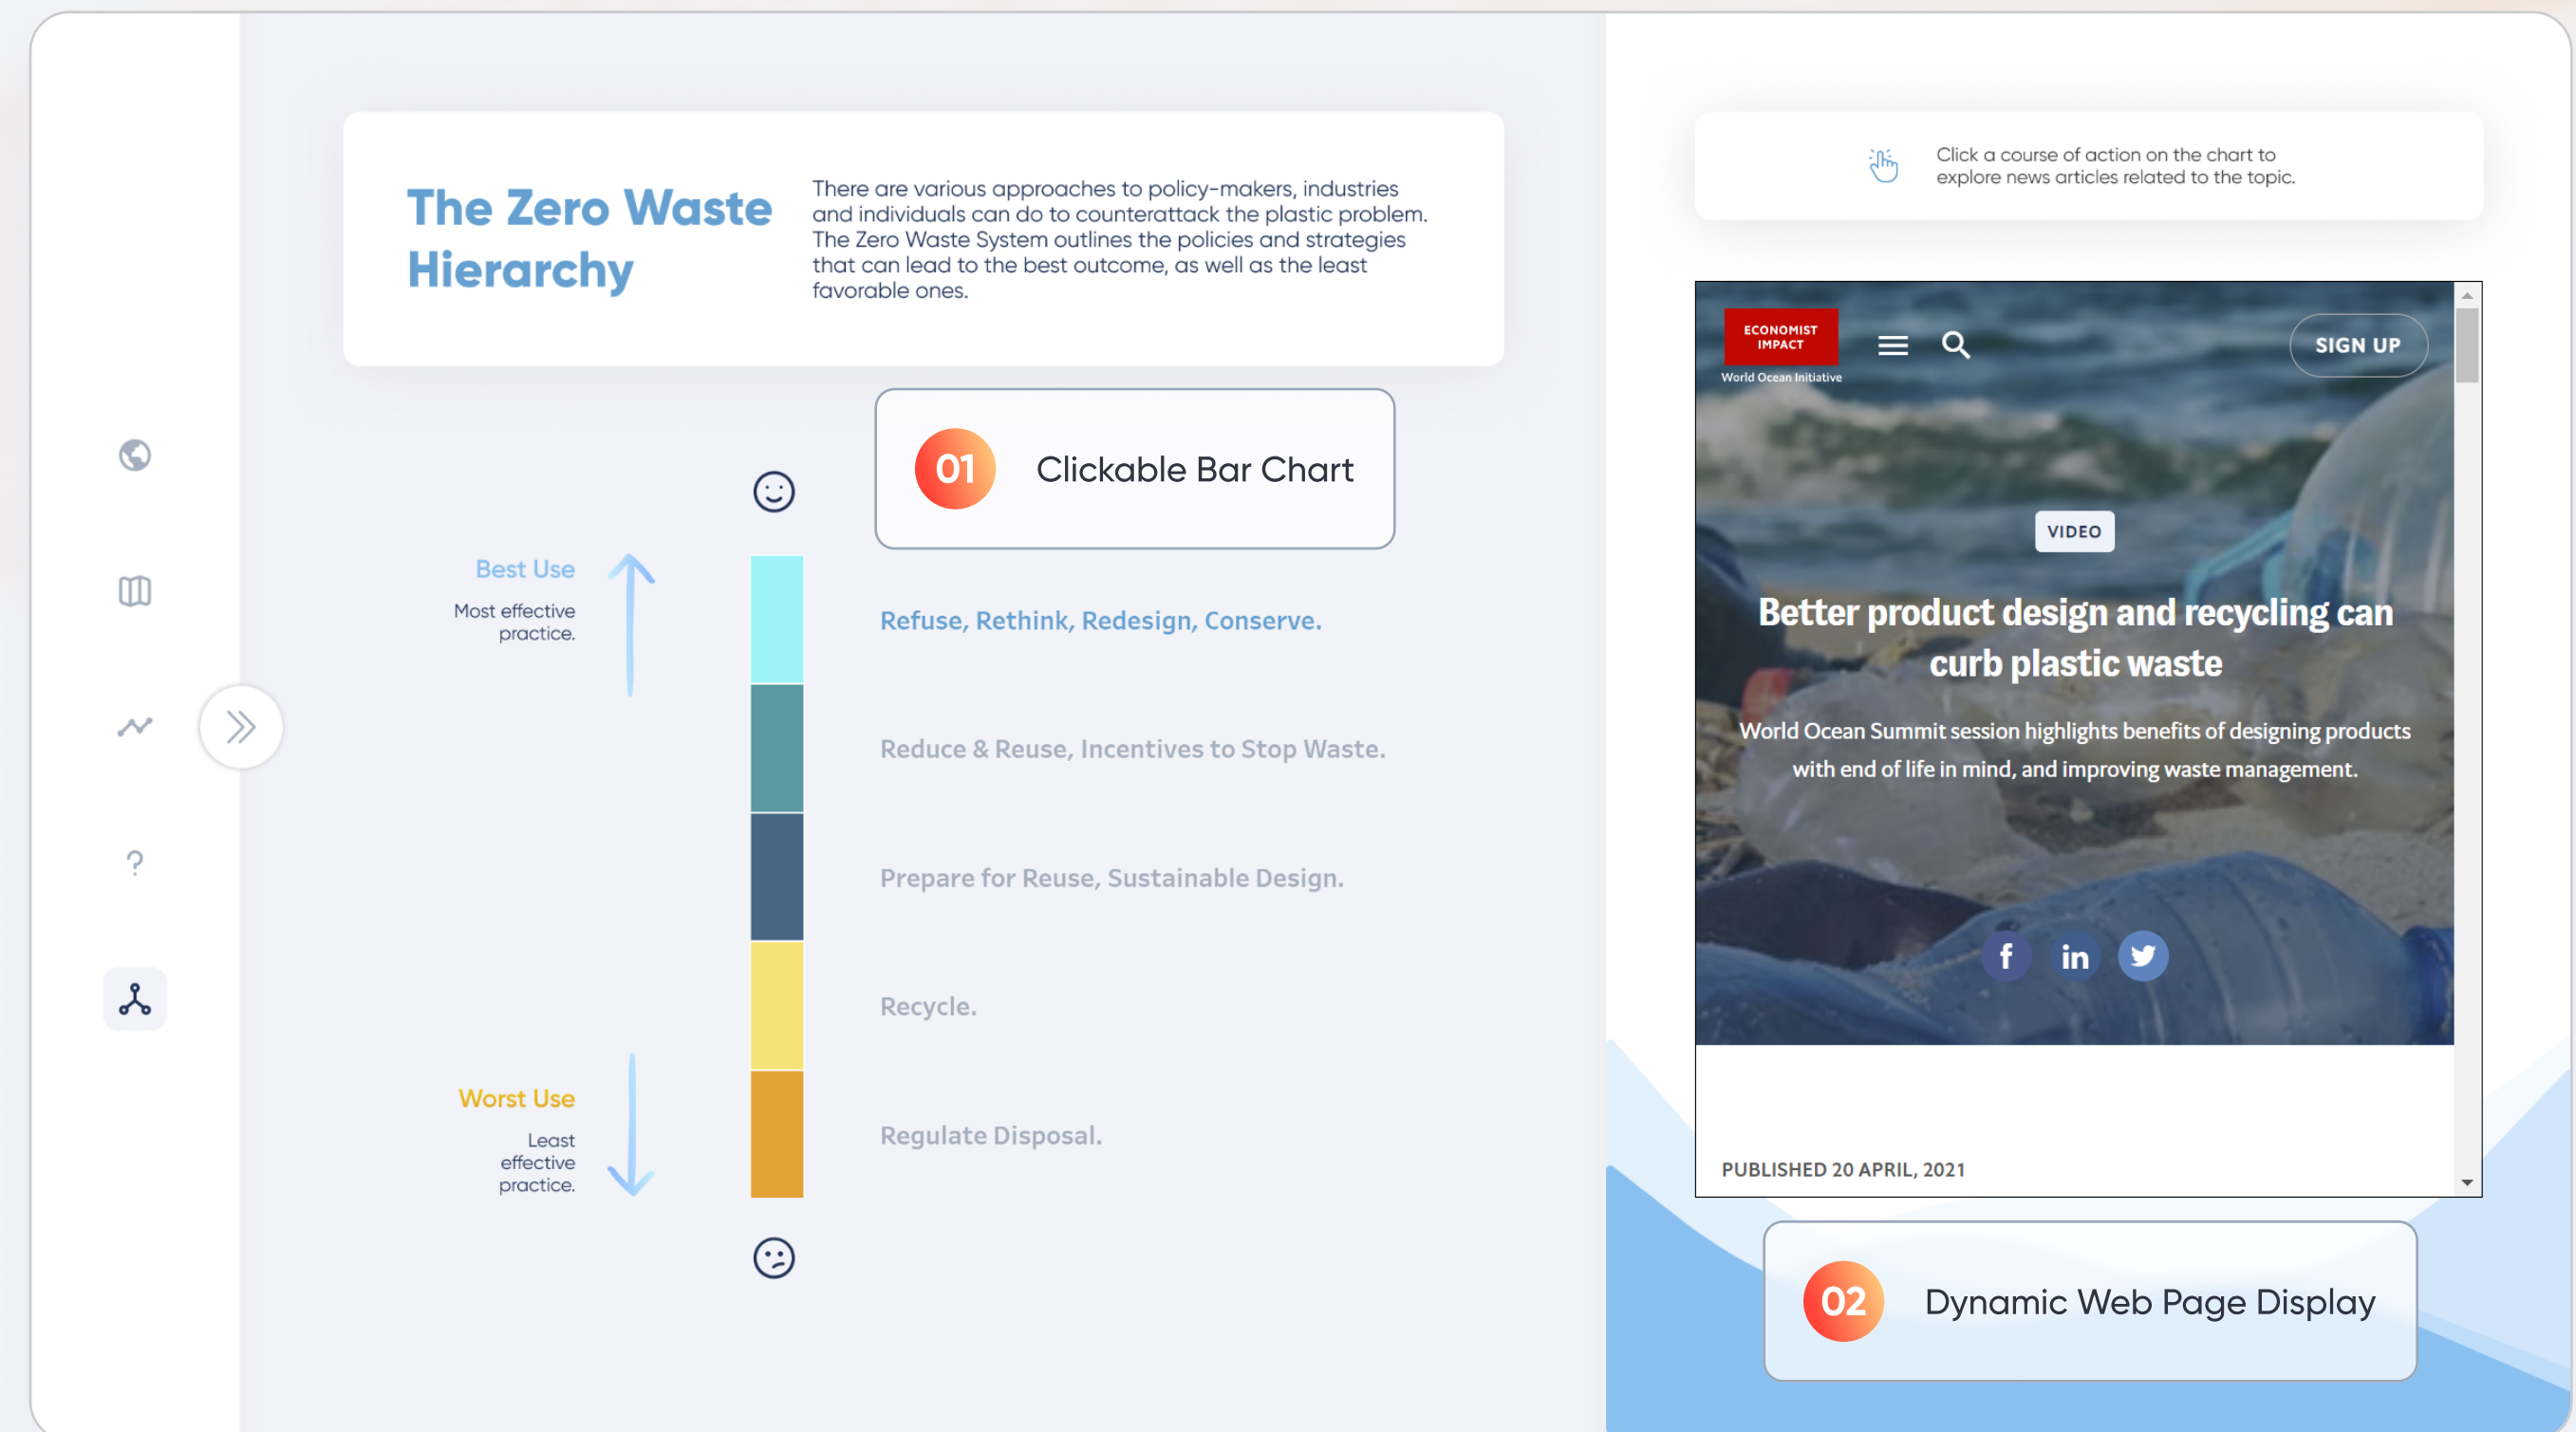 The Zero Waste
Hierarchy
There are various approaches to policy-makers, industries
and individuals can do to counterattack the plastic problem.
The Zero Waste System outlines the policies and strategies
that can lead to the best outcome, as well as the least
favorable ones.
01 Clickable Bar Chart
Best Use
Most effective
practice.
Refuse, Rethink, Redesign, Conserve.
Reduce & Reuse, Incentives to Stop Waste.
Prepare for Reuse, Sustainable Design.
Recycle.
Worst Use
Least
effective
practice.
Regulate Disposal.
Click a course of action on the chart to
explore news articles related to the topic.
ECONOMIST
IMPACT
World Ocean Initiative
SIGN UP
VIDEO
Better product design and recycling can
curb plastic waste
World Ocean Summit session highlights benefits of designing products
with end of life in mind, and improving waste management.
f in
PUBLISHED 20 APRIL, 2021
02 Dynamic Web Page Display